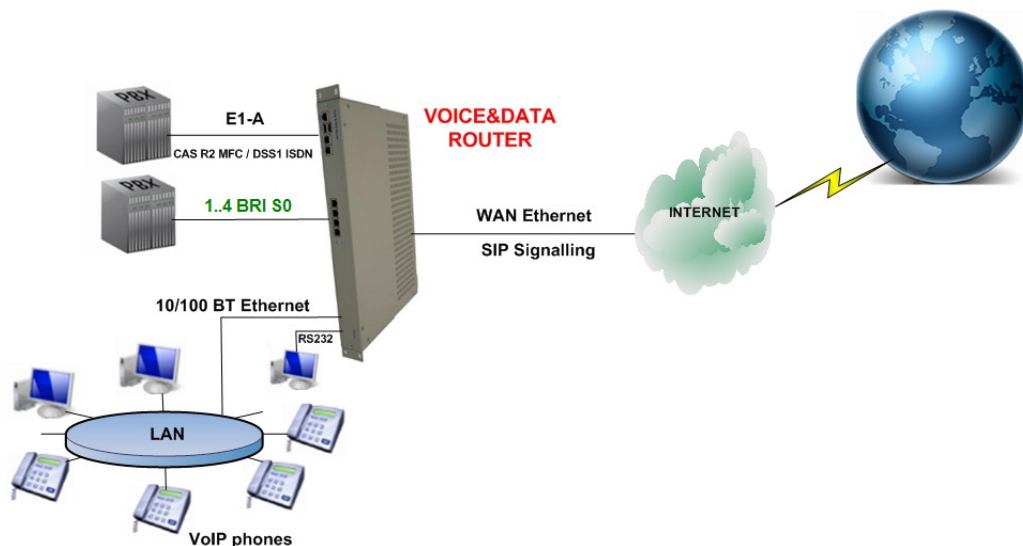 PBX
E1-A
CAS R2 MFC / DSS1 ISDN
VOICE&DATA
ROUTER
PBX
1..4 BRI S0
WAN Ethernet
SIP Signalling
INTERNET
10/100 BT Ethernet
RS232
LAN
VoIP phones